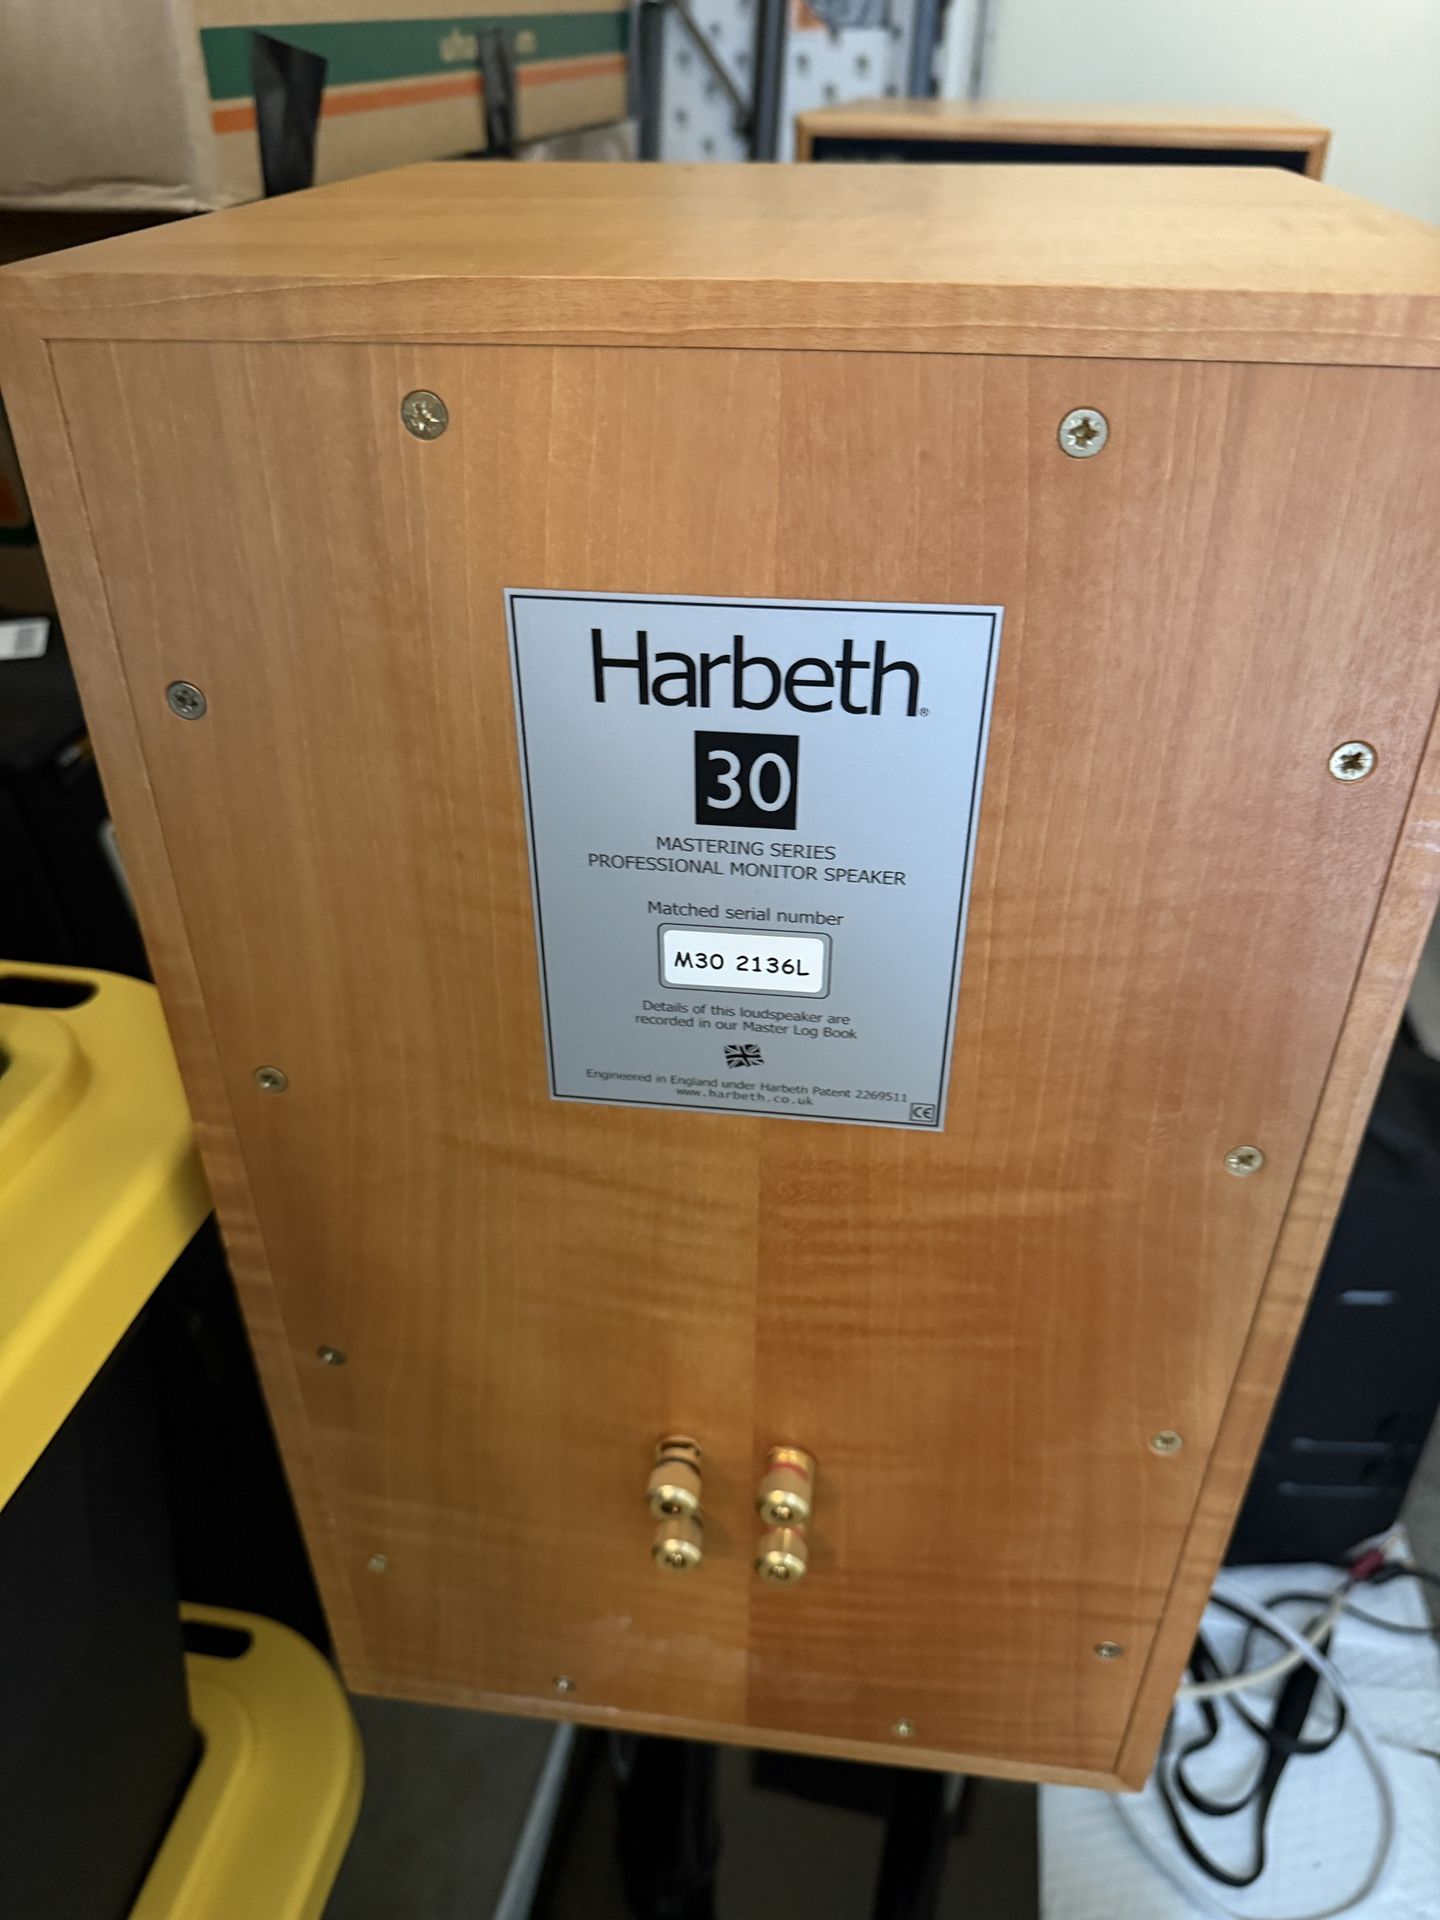 Harbeth®
30
MASTERING SERIES
PROFESSIONAL MONITOR SPEAKER
Matched serial number
M30 2136L
Details of this loudspeaker are
recorded in our Master Log Book
Engineered in England under Harbeth Patent 2269511
www.harbeth.co.uk
CE